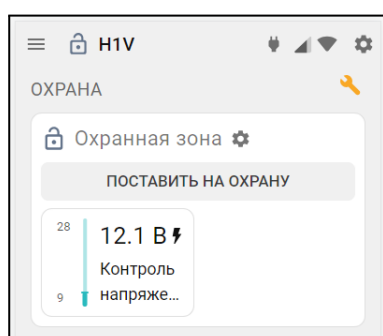 H1V
ОХРАНА
Охранная зона
ПОСТАВИТЬ НА ОХРАНУ
28
12.1 В
Контроль
9
напряже...